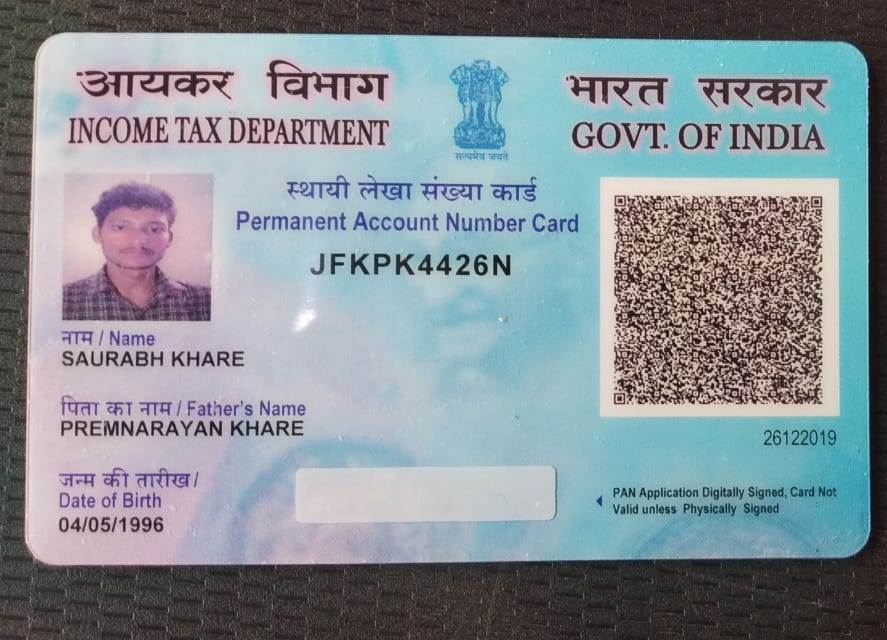 आयकर विभाग
INCOME TAX DEPARTMENT
सत्यमेव जयते
भारत सरकार
GOVT. OF INDIA
स्थायी लेखा संख्या कार्ड
Permanent Account Number Card
JFKPK4426N
नाम / Name
SAURABH KHARE
पिता का नाम / Father's Name
PREMNARAYAN KHARE
जन्म की तारीख /
Date of Birth
04/05/1996
26122019
PAN Application Digitally Signed, Card Not
Valid unless Physically Signed